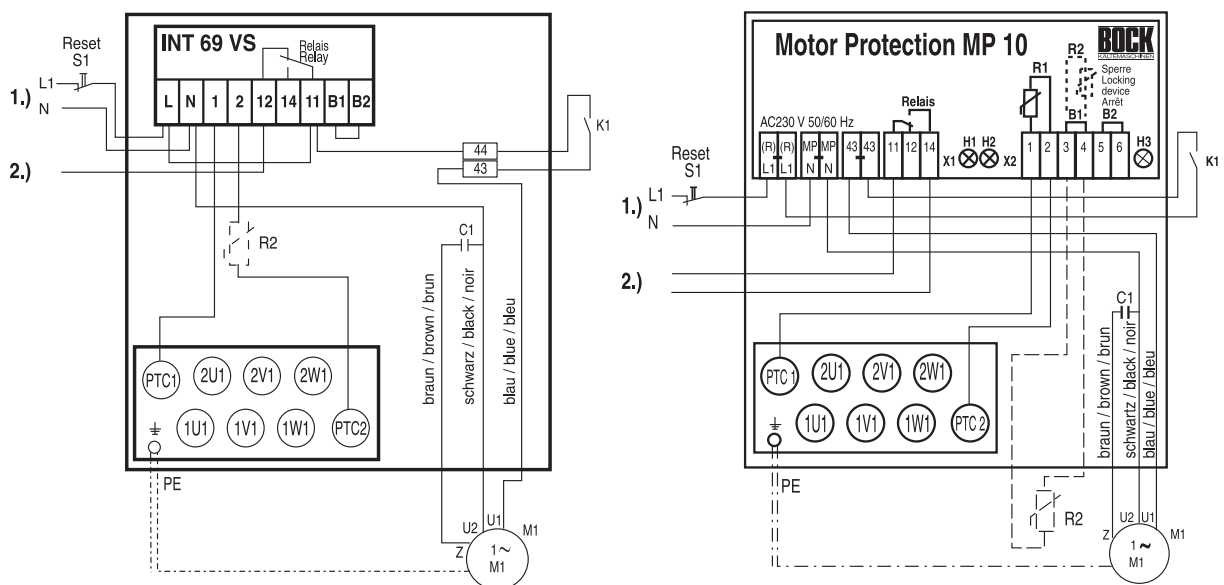 INT 69 VS
Relais
Relay
Reset
S1
L1
1.)
N
L N 1 2 12 14 11 B1 B2
2.)
44
43
K1
R2
C1
braun / brown / brun
schwarz / black / noir
blau / blue / bleu
PTC1 2U1 2V1 2W1
1U1 1V1 1W1 PTC2
PE
U2 U1 M1
Z
1~
M1
Motor Protection MP 10
BOCK
KÄLTEMASCHINEN
R2
Sperre
Locking
device
Arrêt
R1
Relais
B1 B2
AC230 V 50/60 Hz
(R) (R) MP MP 43 43 11 12 14
L1 L1 N N
X1 H1 H2 X2
1 2 3 4 5 6
H3
K1
Reset
S1
1.) L1
N
2.)
C1
braun / brown / brun
schwartz / black / noir
blau / blue / bleu
PTC 1 2U1 2V1 2W1
1U1 1V1 1W1 PTC 2
PE
R2
U2 U1 M1
Z
1~
M1